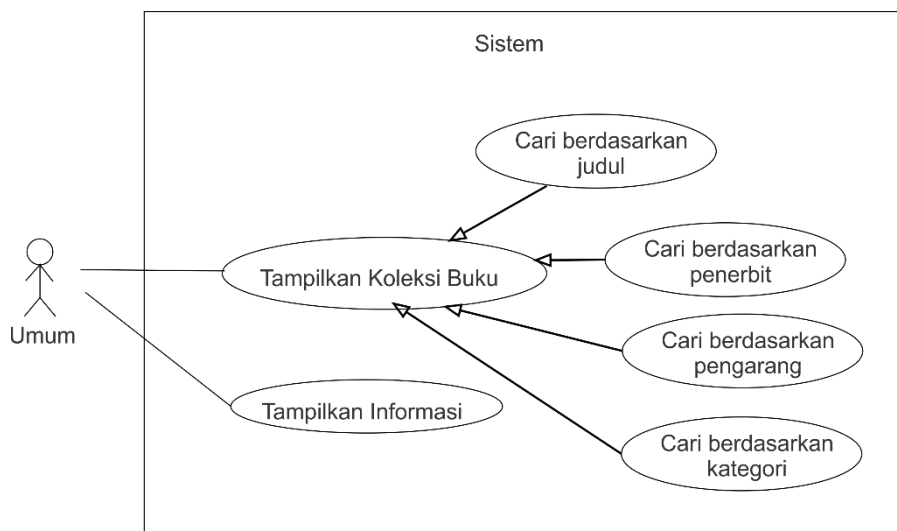 Sistem
Cari berdasarkan
judul
Cari berdasarkan
penerbit
Tampilkan Koleksi Buku
Umum
Cari berdasarkan
pengarang
Tampilkan Informasi
Cari berdasarkan
kategori